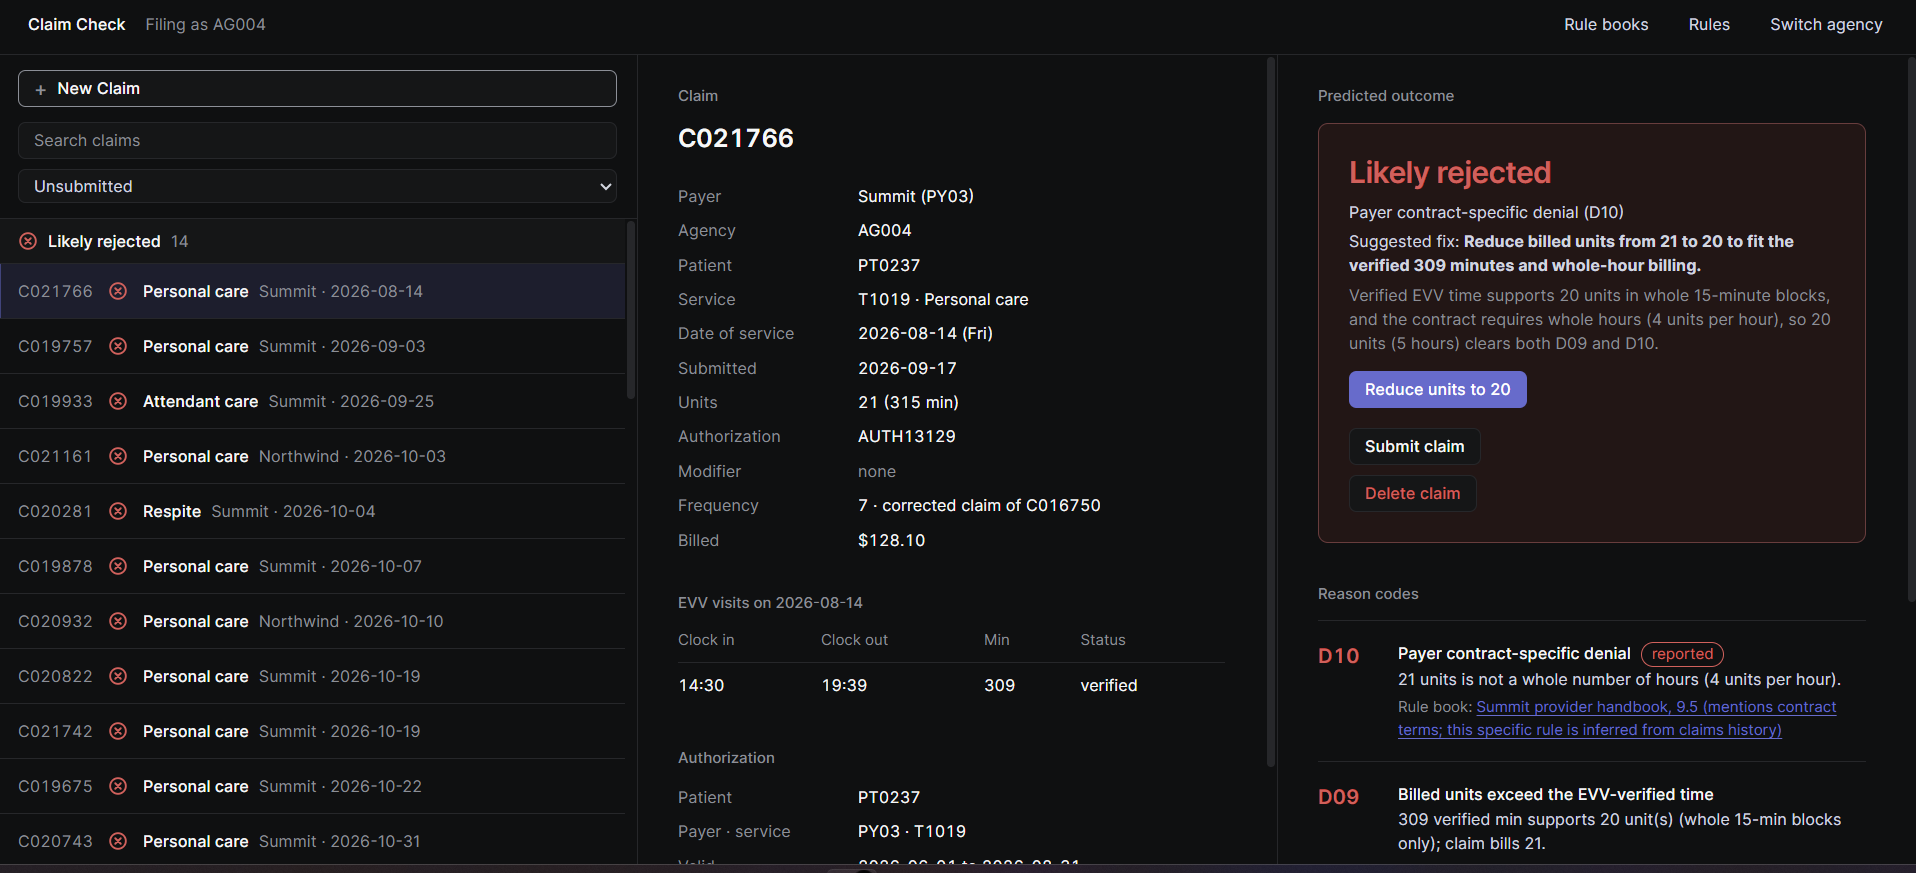 Claim Check Filing as AG004 Rule books Rules Switch agency
+ New Claim
Search claims
Unsubmitted
Likely rejected 14
C021766 Personal care Summit · 2026-08-14
C019757 Personal care Summit · 2026-09-03
C019933 Attendant care Summit · 2026-09-25
C021161 Personal care Northwind · 2026-10-03
C020281 Respite Summit · 2026-10-04
C019878 Personal care Summit · 2026-10-07
C020932 Personal care Northwind · 2026-10-10
C020822 Personal care Summit · 2026-10-19
C021742 Personal care Summit · 2026-10-19
C019675 Personal care Summit · 2026-10-22
C020743 Personal care Summit · 2026-10-31
Claim
C021766
Payer Summit (PY03)
Agency AG004
Patient PT0237
Service T1019 · Personal care
Date of service 2026-08-14 (Fri)
Submitted 2026-09-17
Units 21 (315 min)
Authorization AUTH13129
Modifier none
Frequency 7 · corrected claim of C016750
Billed $128.10
EVV visits on 2026-08-14
Clock in Clock out Min Status
14:30 19:39 309 verified
Authorization
Patient PT0237
Payer · service PY03 · T1019
Valid 2026-06-01 to 2026-08-31
Predicted outcome
Likely rejected
Payer contract-specific denial (D10)
Suggested fix: Reduce billed units from 21 to 20 to fit the
verified 309 minutes and whole-hour billing.
Verified EVV time supports 20 units in whole 15-minute blocks,
and the contract requires whole hours (4 units per hour), so 20
units (5 hours) clears both D09 and D10.
Reduce units to 20
Submit claim
Delete claim
Reason codes
D10 Payer contract-specific denial reported
21 units is not a whole number of hours (4 units per hour).
Rule book: Summit provider handbook, 9.5 (mentions contract
terms; this specific rule is inferred from claims history)
D09 Billed units exceed the EVV-verified time
309 verified min supports 20 unit(s) (whole 15-min blocks
only); claim bills 21.